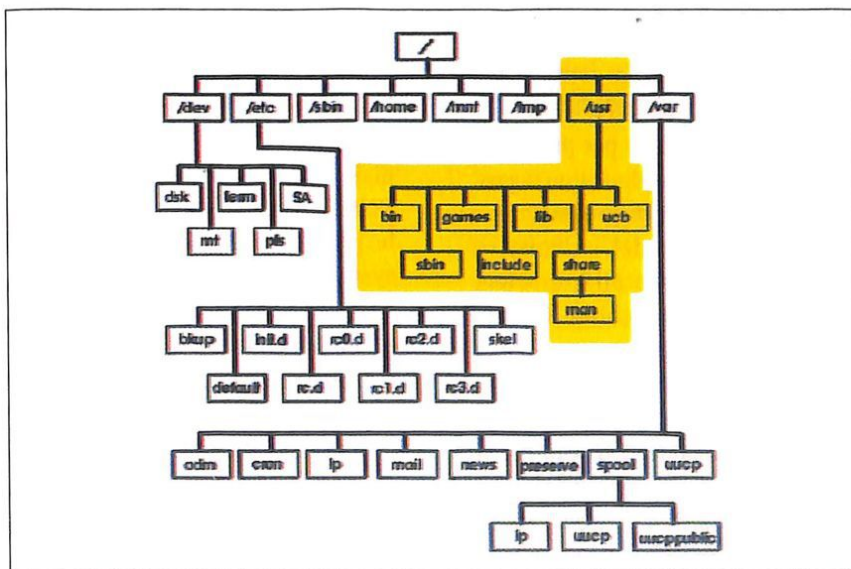 /
/dev /etc /sbin /home /mnt /tmp /usr /var
dsk term SA
mt pts
bin games lib ucb
sbin include share
man
bkup init.d rc0.d rc2.d skel
default rc.d rc1.d rc3.d
adm cron lp mail news preserve spool uucp
lp uucp uucppublic